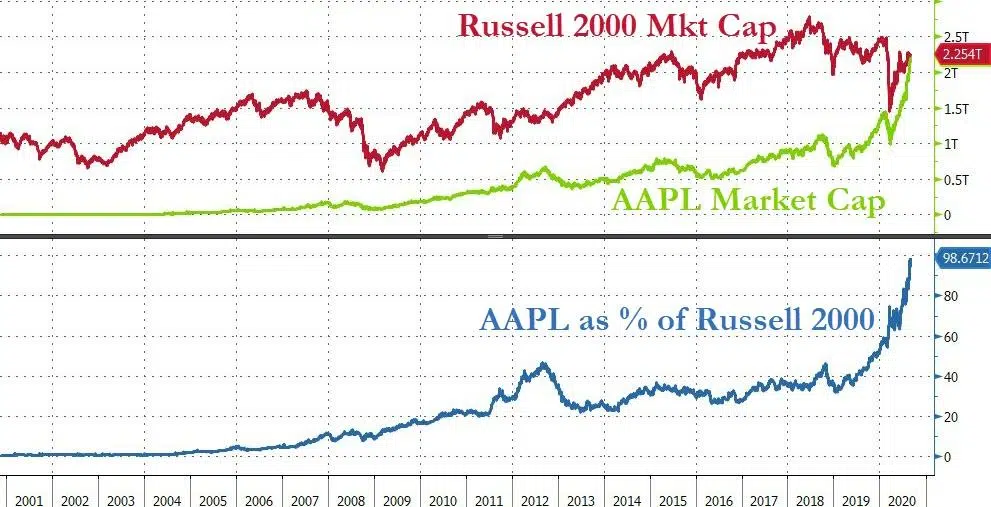 Russell 2000 Mkt Cap
2.5T
2.254T
2T
1.5T
1T
0.5T
AAPL Market Cap
0
98.6712
80
AAPL as % of Russell 2000
60
40
20
0
2001 2002 2003 2004 2005 2006 2007 2008 2009 2010 2011 2012 2013 2014 2015 2016 2017 2018 2019 2020